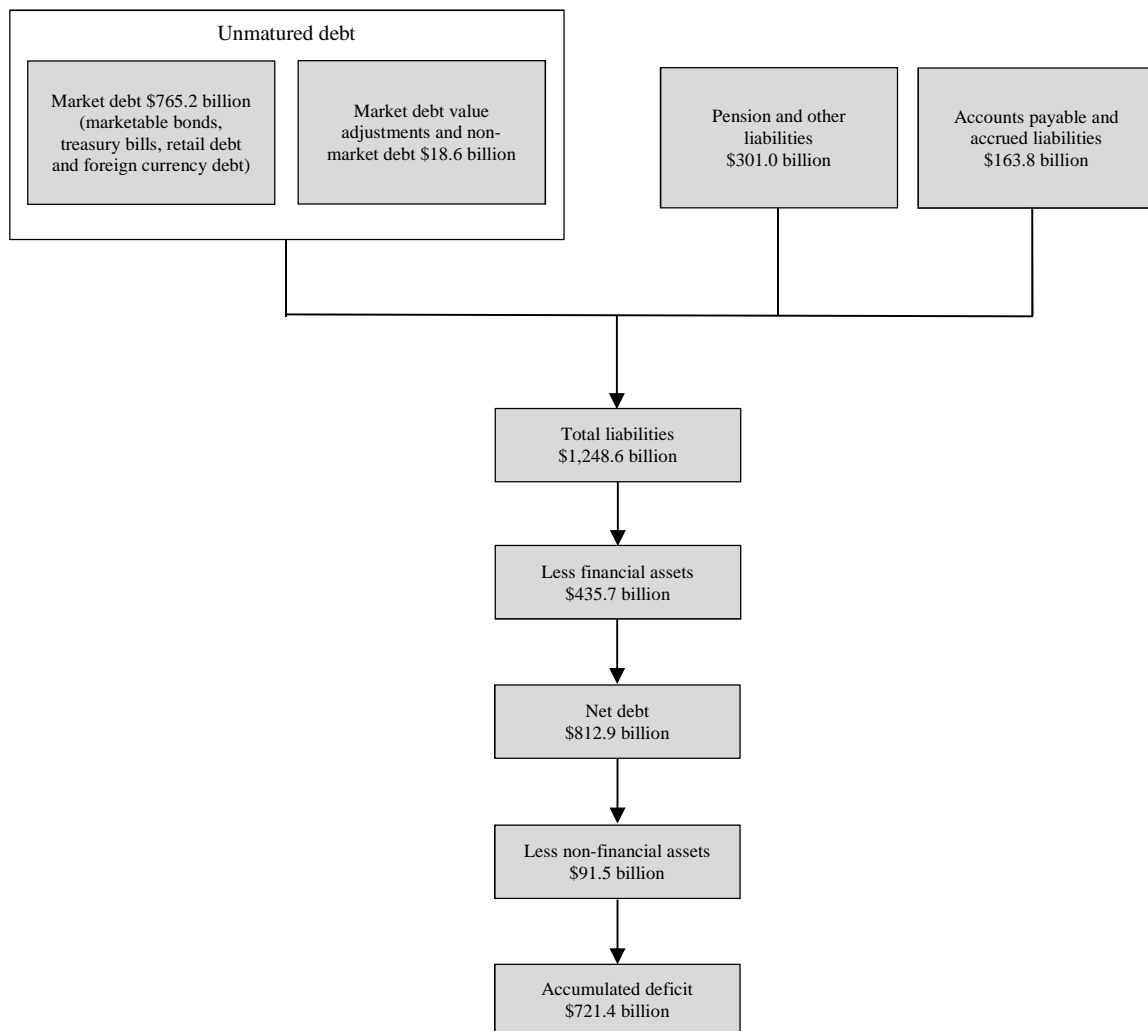 Unmatured debt
Market debt $765.2 billion
(marketable bonds,
treasury bills, retail debt
and foreign currency debt)
Market debt value
adjustments and non-
market debt $18.6 billion
Pension and other
liabilities
$301.0 billion
Accounts payable and
accrued liabilities
$163.8 billion
Total liabilities
$1,248.6 billion
Less financial assets
$435.7 billion
Net debt
$812.9 billion
Less non-financial assets
$91.5 billion
Accumulated deficit
$721.4 billion